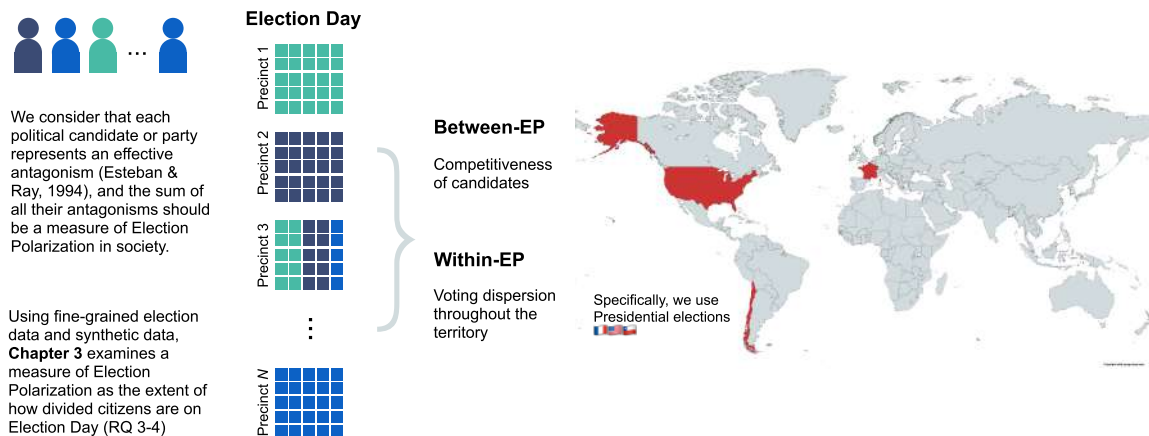 Election Day
...
We consider that each
political candidate or party
represents an effective
antagonism (Esteban &
Ray, 1994), and the sum of
all their antagonisms should
be a measure of Election
Polarization in society.
Using fine-grained election
data and synthetic data,
Chapter 3 examines a
measure of Election
Polarization as the extent of
how divided citizens are on
Election Day (RQ 3-4)
Precinct 1
Precinct 2
Precinct 3
Precinct N
Between-EP
Competitiveness
of candidates
Within-EP
Voting dispersion
throughout the
territory
Specifically, we use
Presidential elections